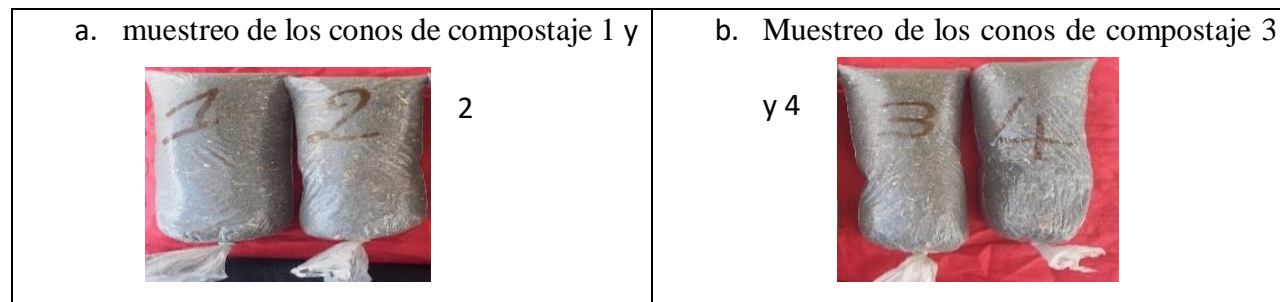 a. muestreo de los conos de compostaje 1 y
2
1 2
b. Muestreo de los conos de compostaje 3
y 4
3 4